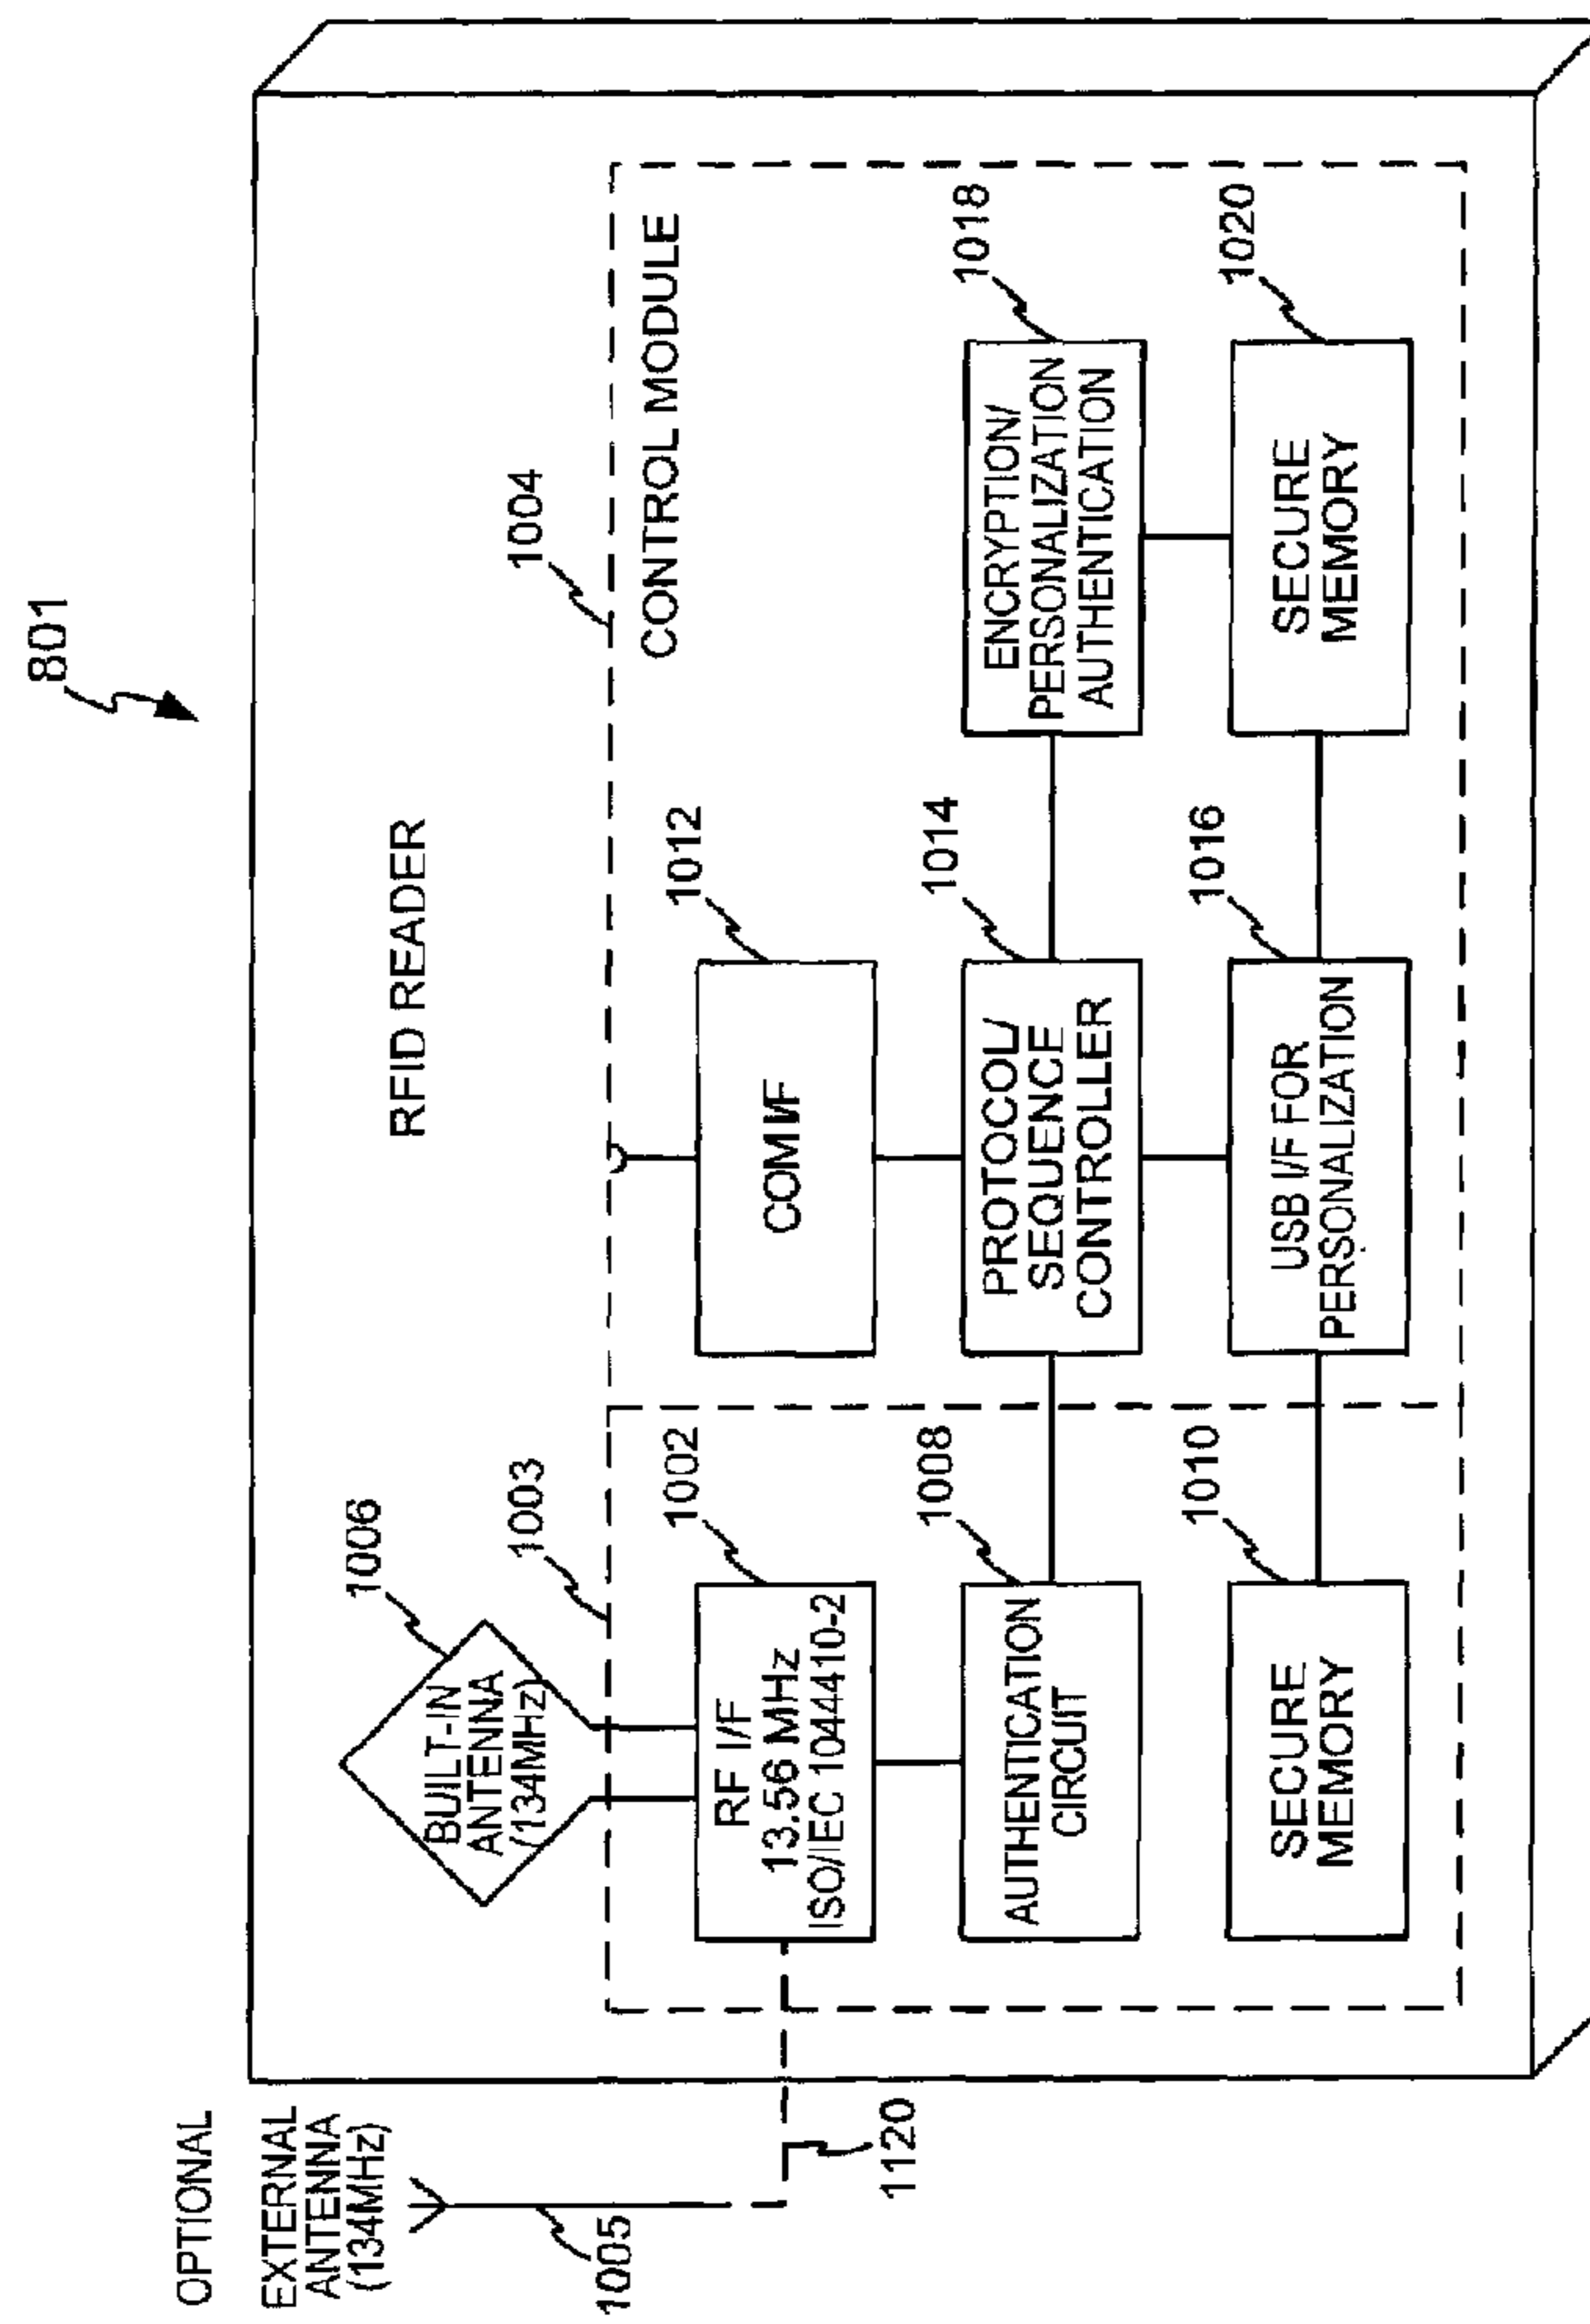 801
RFID READER
OPTIONAL
EXTERNAL
ANTENNA
(134MHz)
1005
1120
BUILT-IN
ANTENNA
(134MHz)
1006
1003
1004
CONTROL MODULE
RF I/F
13.56 MHz
ISO/IEC 104410-2
1002
COM I/F
1012
AUTHENTICATION
CIRCUIT
1008
PROTOCOL/
SEQUENCE
CONTROLLER
1014
ENCRYPTION/
PERSONALIZATION
AUTHENTICATION
1018
SECURE
MEMORY
1010
USB I/F FOR
PERSONALIZATION
1016
SECURE
MEMORY
1020